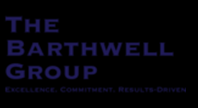 The
Barthwell
Group
Excellence. Commitment. Results-Driven